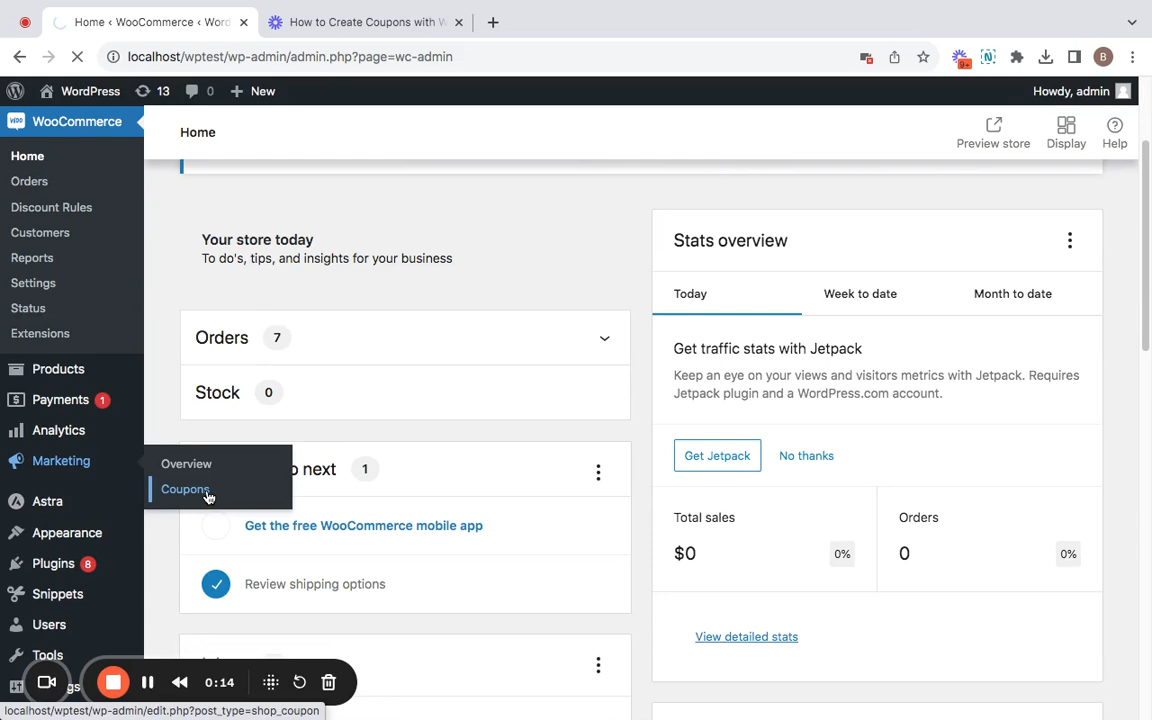 Home ‹ WooCommerce ‹ Word
How to Create Coupons with W
localhost/wptest/wp-admin/admin.php?page=wc-admin
9+
N
B
WordPress
13
0
New
Howdy, admin
WooCommerce
Home
Orders
Discount Rules
Customers
Reports
Settings
Status
Extensions
Products
Payments 1
Analytics
Marketing
Overview
Coupons
Astra
Appearance
Plugins 8
Snippets
Users
Tools
gs
Home
Preview store
Display
Help
Your store today
To do's, tips, and insights for your business
Orders 7
Stock 0
o next 1
Get the free WooCommerce mobile app
Review shipping options
Stats overview
Today
Week to date
Month to date
Get traffic stats with Jetpack
Keep an eye on your views and visitors metrics with Jetpack. Requires
Jetpack plugin and a WordPress.com account.
Get Jetpack
No thanks
Total sales
$0
0%
Orders
0
0%
View detailed stats
0:14
localhost/wptest/wp-admin/edit.php?post_type=shop_coupon